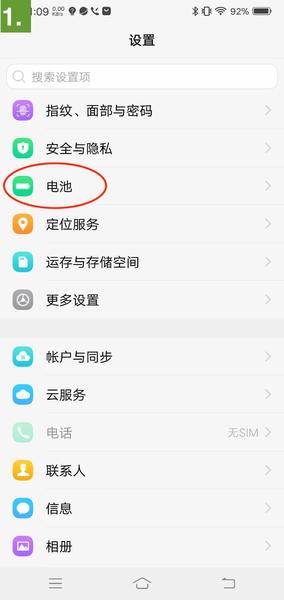 1.
1:09 0.00 KB/s 92%
设置
搜索设置项
指纹、面部与密码
安全与隐私
电池
定位服务
运存与存储空间
更多设置
帐户与同步
云服务
电话 无SIM
联系人
信息
相册